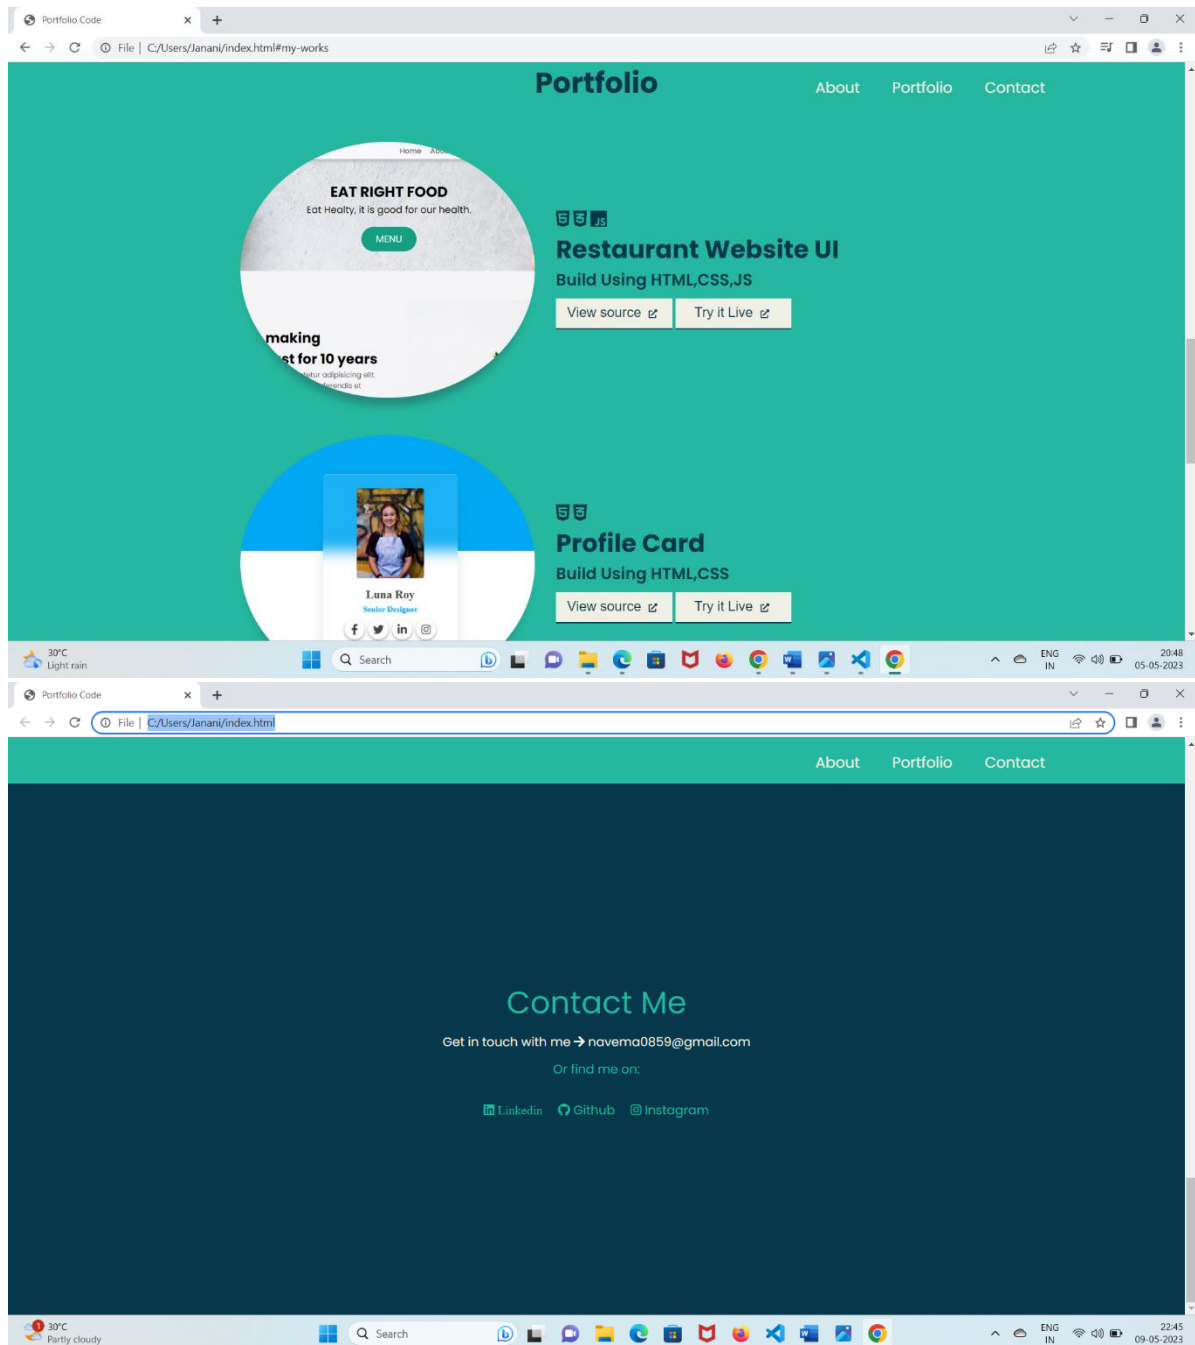 Portfolio Code
File | C:/Users/Janani/index.html#my-works
Portfolio
About Portfolio Contact
Home
EAT RIGHT FOOD
Eat Healty, it is good for our health.
MENU
making
st for 10 years
adipisicing elit.
JS
Restaurant Website UI
Build Using HTML,CSS,JS
View source Try it Live
Luna Roy
Senior Designer
Profile Card
Build Using HTML,CSS
View source Try it Live
30°C
Light rain
Search
ENG
IN
20:48
05-05-2023
Portfolio Code
File | C:/Users/Janani/index.html
About Portfolio Contact
Contact Me
Get in touch with me → navema0859@gmail.com
Or find me on:
Linkedin Github Instagram
1
30°C
Partly cloudy
Search
ENG
IN
22:45
09-05-2023